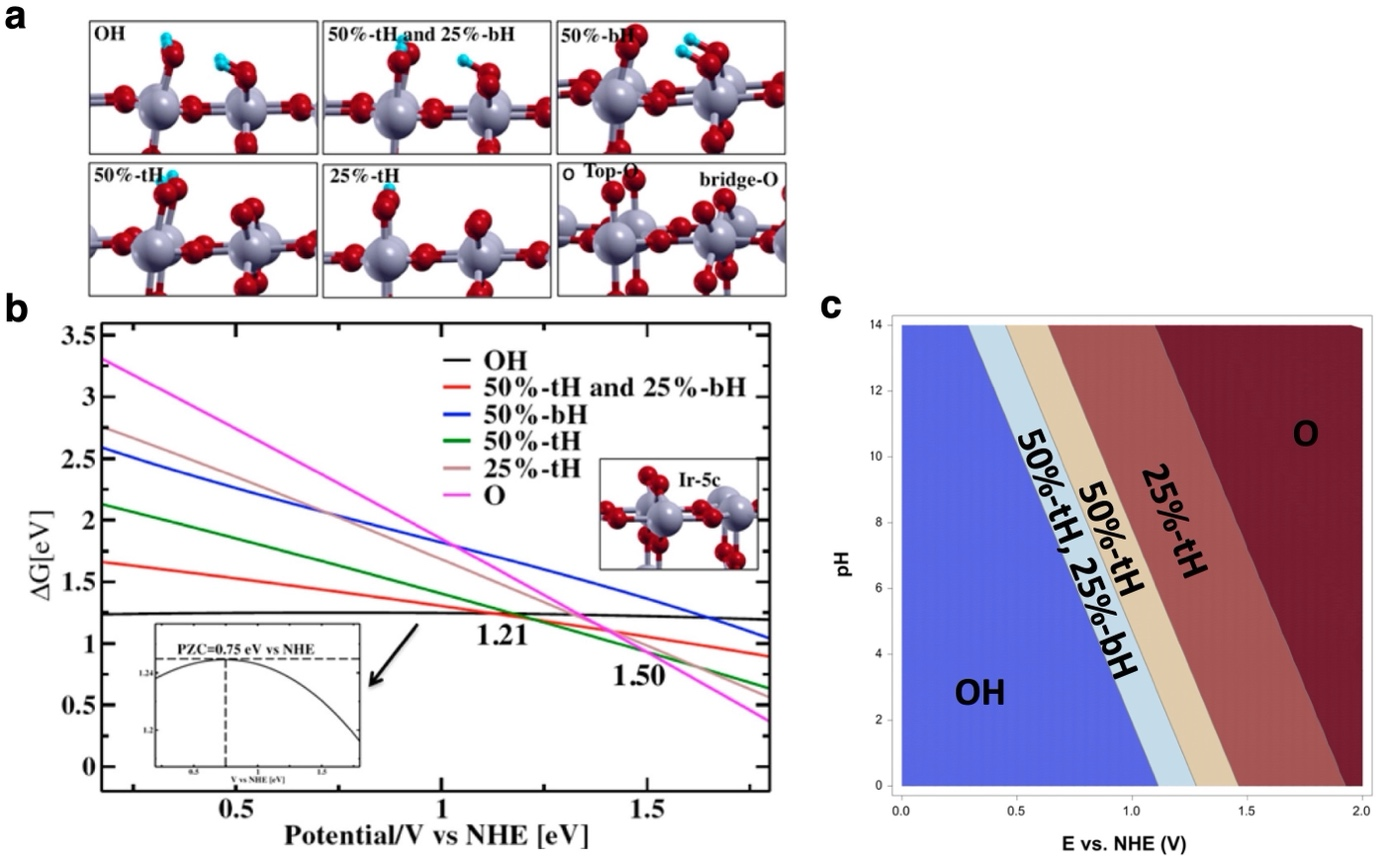 a
OH
50%-tH and 25%-bH
50%-bH
50%-tH
25%-tH
O Top-O
bridge-O
b
3.5
3
2.5
2
1.5
1
0.5
0
ΔG[eV]
OH
50%-tH and 25%-bH
50%-bH
50%-tH
25%-tH
O
Ir-5c
1.21
1.50
PZC=0.75 eV vs NHE
1.24
1.2
0.5 1 1.5
V vs NHE [eV]
0.5 1 1.5
Potential/V vs NHE [eV]
c
14
12
10
8
6
4
2
0
pH
OH
50%-tH, 25%-bH
50%-tH
25%-tH
O
0.0 0.5 1.0 1.5 2.0
E vs. NHE (V)